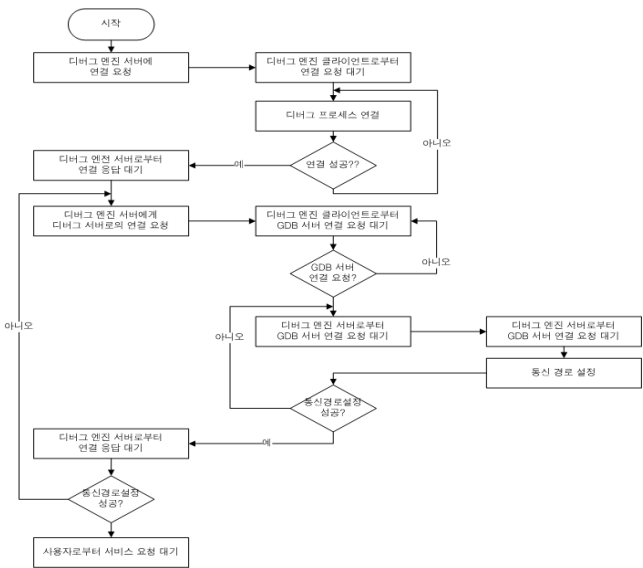 시작
디버그 엔진 서버에
연결 요청
디버그 엔진 클라이언트로부터
연결 요청 대기
디버그 프로세스 연결
아니오
디버그 엔전 서버로부터
연결 응답 대기
예
연결 성공??
디버그 엔진 서버에게
디버그 서버로의 연결 요청
디버그 엔진 클라이언트로부터
GDB 서버 연결 요청 대기
GDB 서버
연결 요청?
아니오
아니오
아니오
디버그 엔진 서버로부터
GDB 서버 연결 요청 대기
디버그 엔진 서버로부터
GDB 서버 연결 요청 대기
통신 경로 설정
통신경로설정
성공?
디버그 엔진 서버로부터
연결 응답 대기
에
통신경로설정
성공?
사용자로부터 서비스 요청 대기